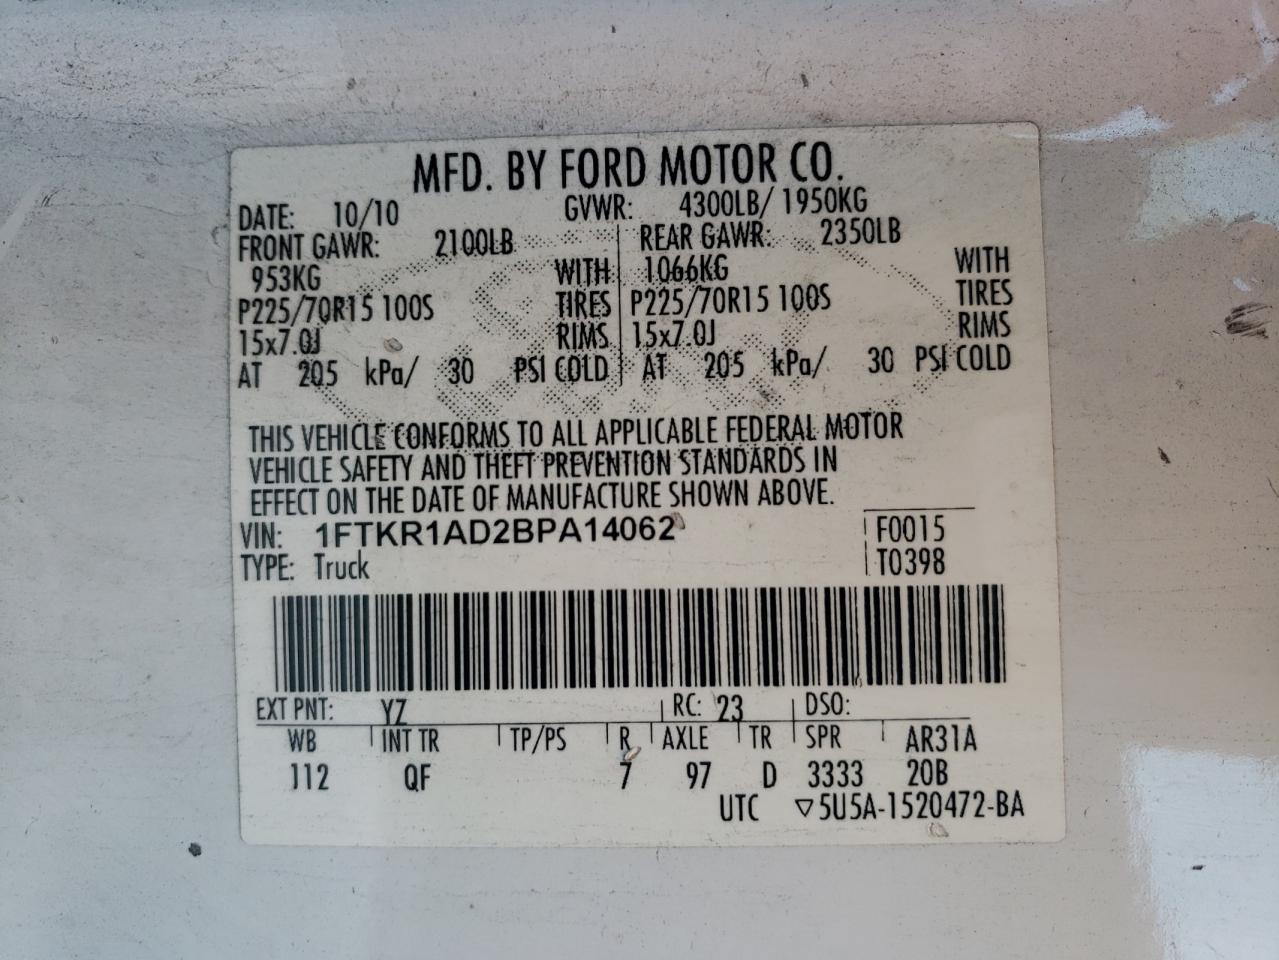 MFD. BY FORD MOTOR CO.
DATE: 10/10 GVWR: 4300LB/ 1950KG
FRONT GAWR: 2100LB REAR GAWR: 2350LB
953KG WITH 1066KG WITH
P225/70R15 100S TIRES P225/70R15 100S TIRES
15x7.0J RIMS 15x7.0J RIMS
AT 205 kPa/ 30 PSI COLD AT 205 kPa/ 30 PSI COLD
THIS VEHICLE CONFORMS TO ALL APPLICABLE FEDERAL MOTOR
VEHICLE SAFETY AND THEFT PREVENTION STANDARDS IN
EFFECT ON THE DATE OF MANUFACTURE SHOWN ABOVE.
VIN: 1FTKR1AD2BPA14062 F0015
TYPE: Truck T0398
EXT PNT: YZ RC: 23 DSO:
WB INT TR TP/PS R AXLE TR SPR AR31A
112 QF 7 97 D 3333 20B
UTC ▽5U5A-1520472-BA